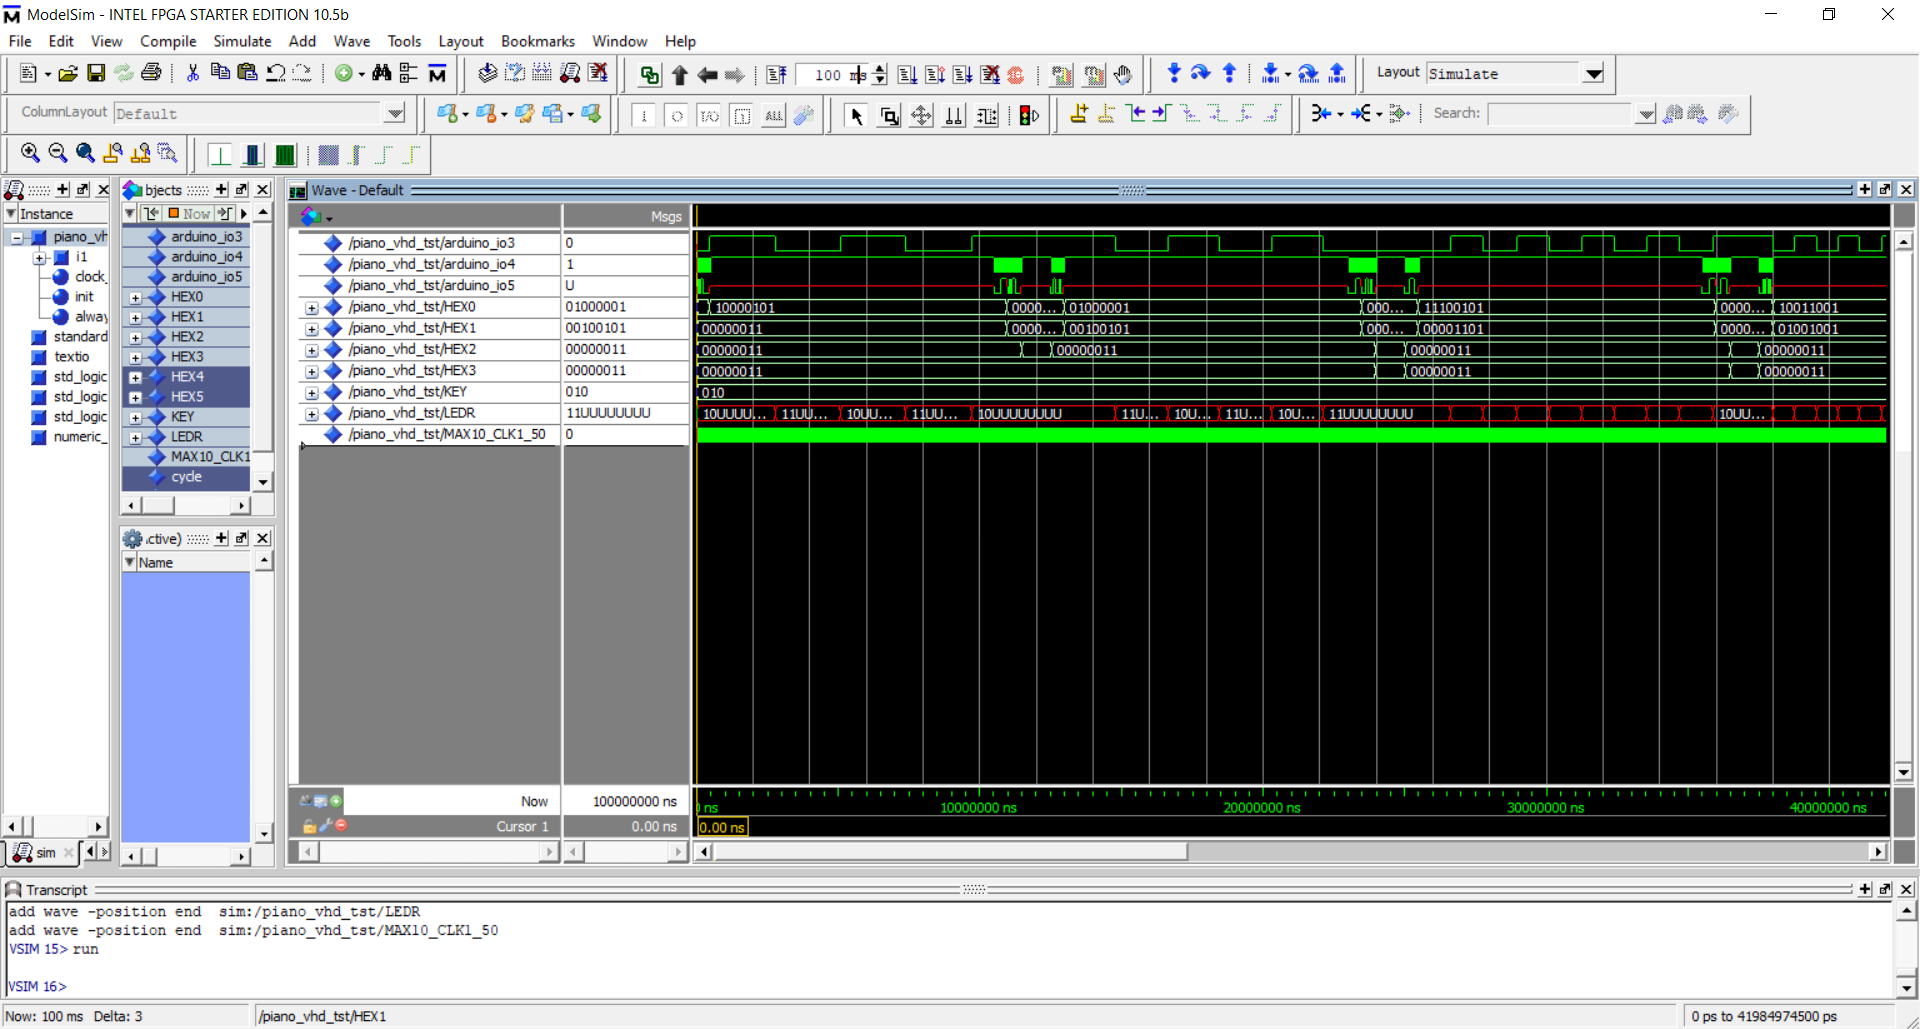 ModelSim - INTEL FPGA STARTER EDITION 10.5b
File Edit View Compile Simulate Add Wave Tools Layout Bookmarks Window Help
100 ms
Layout Simulate
ColumnLayout Default
ALL
Search:
bjects
Wave - Default
Instance
Now
Msgs
piano_vh
i1
clock_
init
alway
standard
textio
std_logic
std_logic
std_logic
numeric_
arduino_io3
arduino_io4
arduino_io5
HEX0
HEX1
HEX2
HEX3
HEX4
HEX5
KEY
LEDR
MAX10_CLK1
cycle
/piano_vhd_tst/arduino_io3 0
/piano_vhd_tst/arduino_io4 1
/piano_vhd_tst/arduino_io5 U
/piano_vhd_tst/HEX0 01000001 10000101 0000... 01000001 000... 11100101 0000... 10011001
/piano_vhd_tst/HEX1 00100101 00000011 0000... 00100101 000... 00001101 0000... 01001001
/piano_vhd_tst/HEX2 00000011 00000011 00000011 00000011 00000011
/piano_vhd_tst/HEX3 00000011 00000011 00000011 00000011
/piano_vhd_tst/KEY 010 010
/piano_vhd_tst/LEDR 11UUUUUUUU 10UUUU... 11UU... 10UU... 11UU... 10UUUUUUUU 11U... 10U... 11U... 10U... 11UUUUUUUU 10UU...
/piano_vhd_tst/MAX10_CLK1_50 0
.ctive)
Name
Now 100000000 ns
ns 10000000 ns 20000000 ns 30000000 ns 40000000 ns
Cursor 1 0.00 ns 0.00 ns
sim
Transcript
add wave -position end sim:/piano_vhd_tst/LEDR
add wave -position end sim:/piano_vhd_tst/MAX10_CLK1_50
VSIM 15> run
VSIM 16>
Now: 100 ms Delta: 3
/piano_vhd_tst/HEX1
0 ps to 41984974500 ps